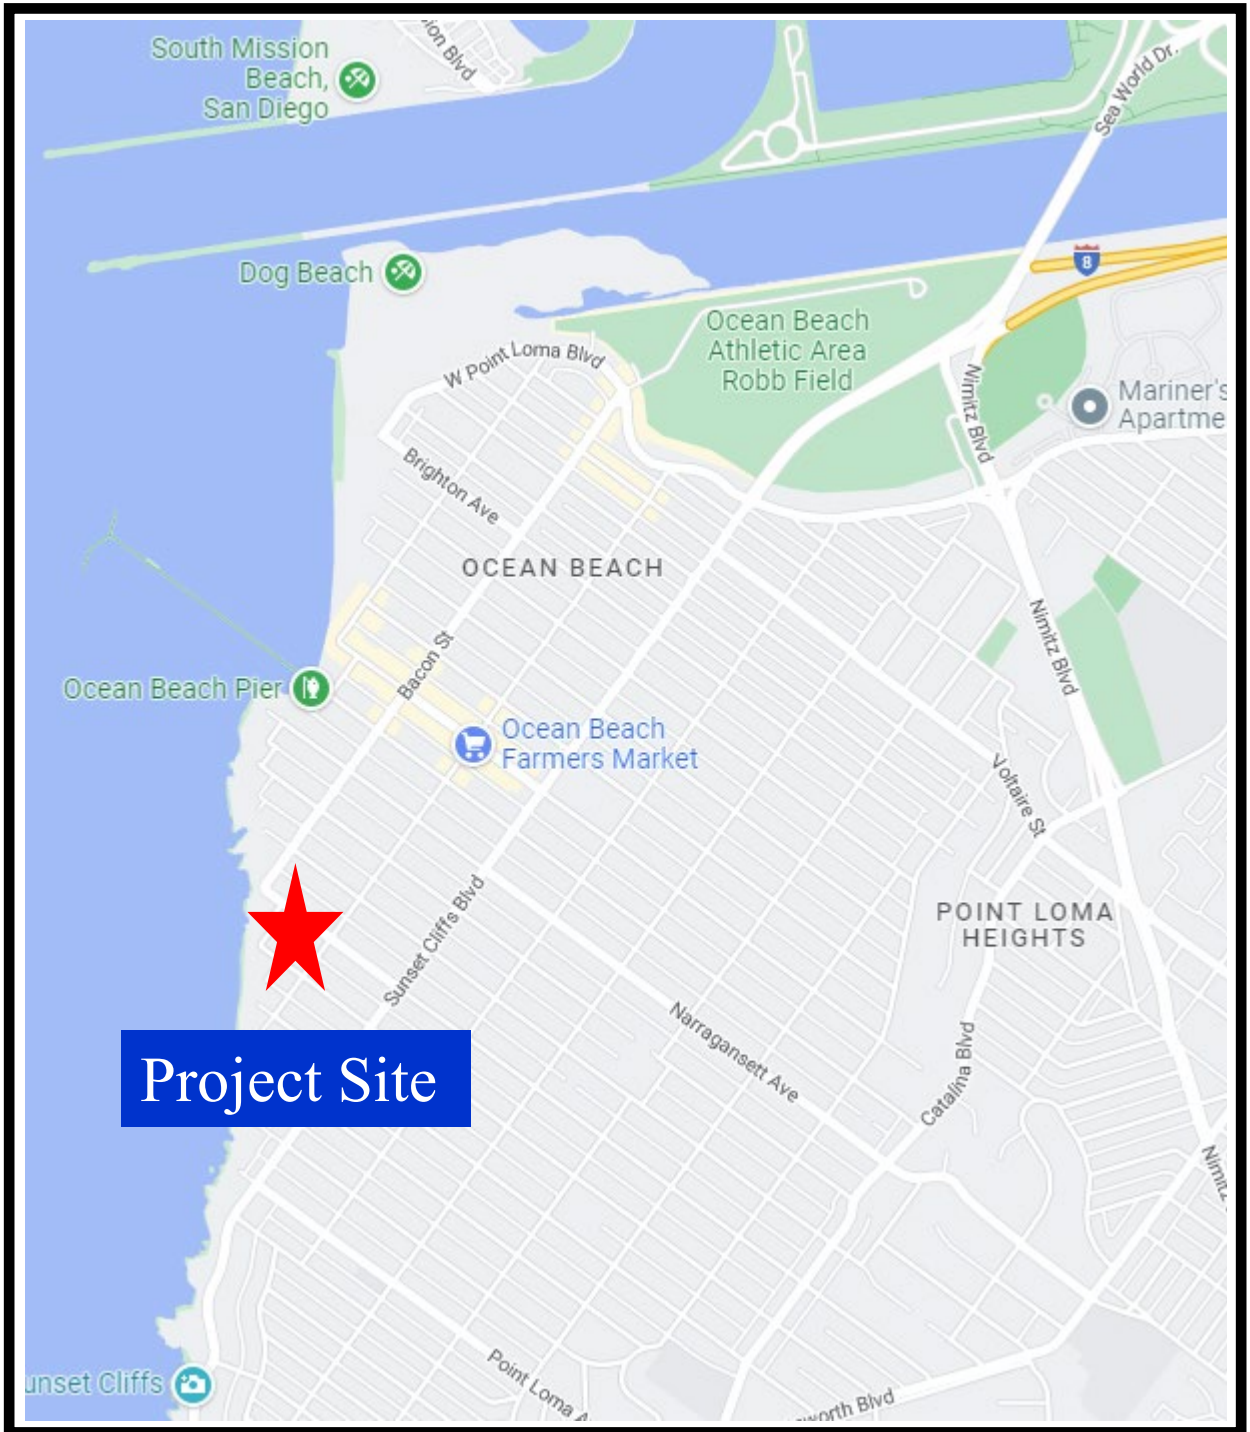 sion Blvd
South Mission
Beach,
San Diego
Sea World Dr.
Dog Beach
8
Ocean Beach
Athletic Area
Robb Field
W Point Loma Blvd
Nimitz Blvd
Mariner's
Apartme
Brighton Ave
OCEAN BEACH
Nimitz Blvd
Bacon St
Ocean Beach Pier
Ocean Beach
Farmers Market
Voltaire St
Sunset Cliffs Blvd
POINT LOMA
HEIGHTS
Narragansett Ave
Catalina Blvd
Project Site
Nimitz
Point Loma A
unset Cliffs
worth Blvd